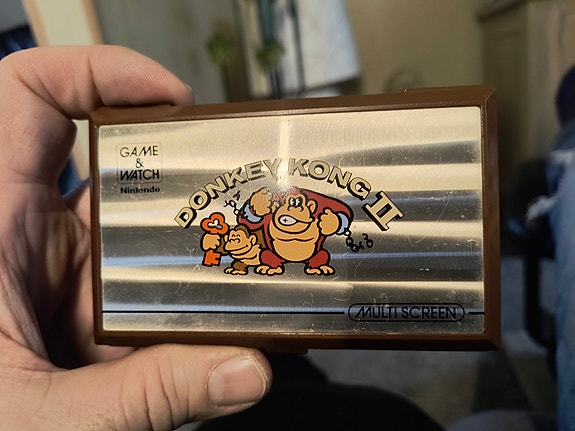 GAME
&
WATCH
Nintendo
DONKEY KONG II
MULTI SCREEN